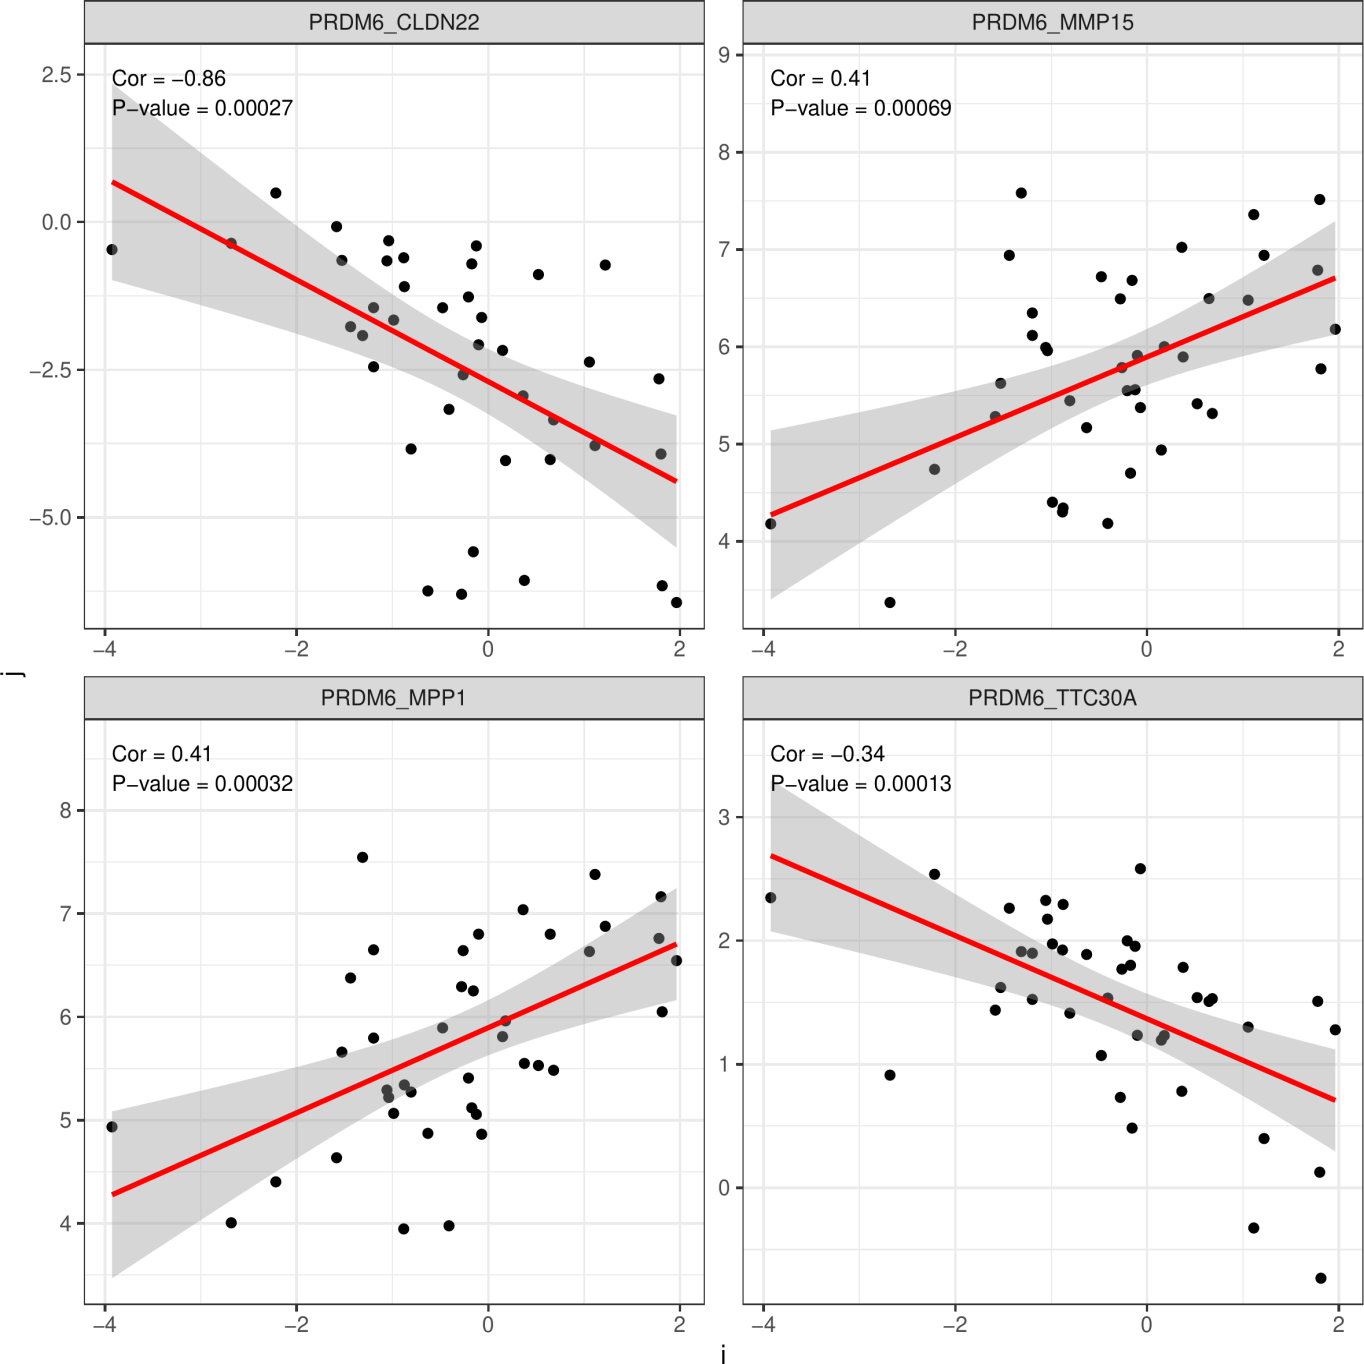 PRDM6_CLDN22
Cor = −0.86
P−value = 0.00027
2.5
0.0
−2.5
−5.0
−4 −2 0 2
PRDM6_MMP15
Cor = 0.41
P−value = 0.00069
9
8
7
6
5
4
−4 −2 0 2
j
PRDM6_MPP1
Cor = 0.41
P−value = 0.00032
8
7
6
5
4
−4 −2 0 2
PRDM6_TTC30A
Cor = −0.34
P−value = 0.00013
3
2
1
0
−4 −2 0 2
i